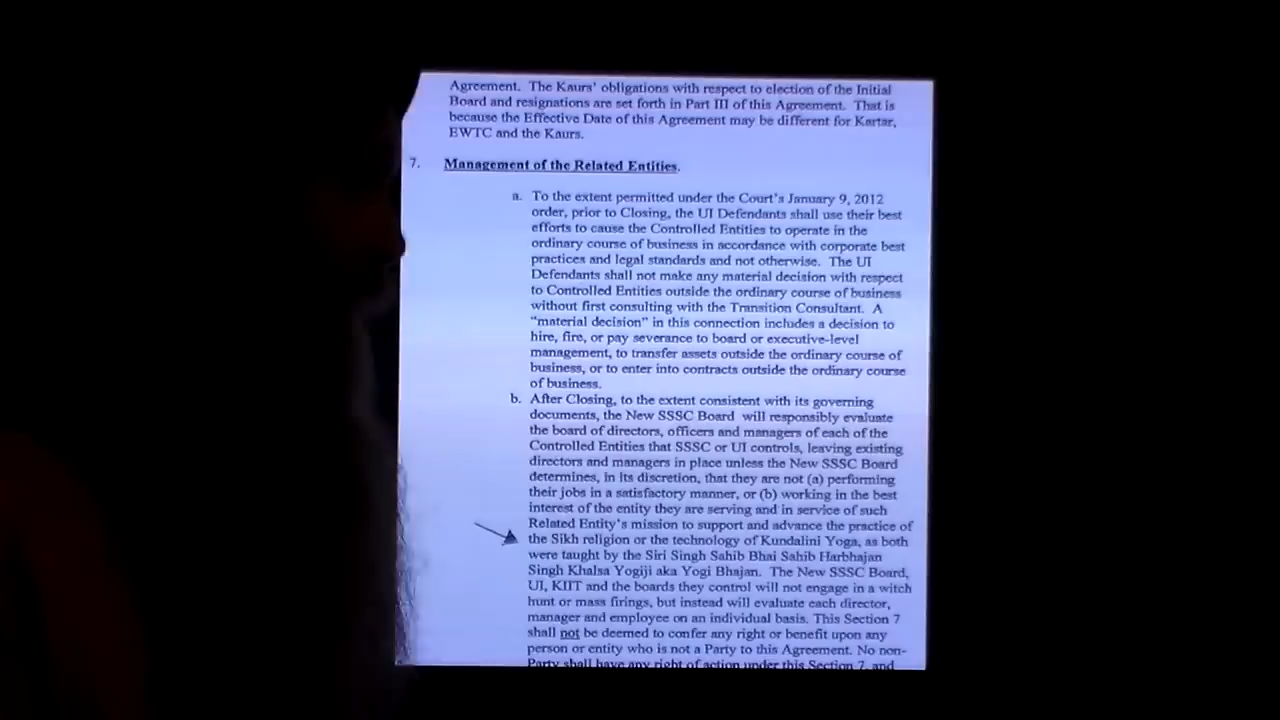 Agreement. The Kaurs' obligations with respect to election of the Initial
Board and resignations are set forth in Part III of this Agreement. That is
because the Effective Date of this Agreement may be different for Kartar,
EWTC and the Kaurs.
7. Management of the Related Entities.
a. To the extent permitted under the Court's January 9, 2012
order, prior to Closing, the UI Defendants shall use their best
efforts to cause the Controlled Entities to operate in the
ordinary course of business in accordance with corporate best
practices and legal standards and not otherwise. The UI
Defendants shall not make any material decision with respect
to Controlled Entities outside the ordinary course of business
without first consulting with the Transition Consultant. A
"material decision" in this connection includes a decision to
hire, fire, or pay severance to board or executive-level
management, to transfer assets outside the ordinary course of
business, or to enter into contracts outside the ordinary course
of business.
b. After Closing, to the extent consistent with its governing
documents, the New SSSC Board will responsibly evaluate
the board of directors, officers and managers of each of the
Controlled Entities that SSSC or UI controls, leaving existing
directors and managers in place unless the New SSSC Board
determines, in its discretion, that they are not (a) performing
their jobs in a satisfactory manner, or (b) working in the best
interest of the entity they are serving and in service of such
Related Entity's mission to support and advance the practice of
the Sikh religion or the technology of Kundalini Yoga, as both
were taught by the Siri Singh Sahib Bhai Sahib Harbhajan
Singh Khalsa Yogiji aka Yogi Bhajan. The New SSSC Board,
UI, KIIT and the boards they control will not engage in a witch
hunt or mass firings, but instead will evaluate each director,
manager and employee on an individual basis. This Section 7
shall not be deemed to confer any right or benefit upon any
person or entity who is not a Party to this Agreement. No non-
Party shall have any right of action under this Section 7, and